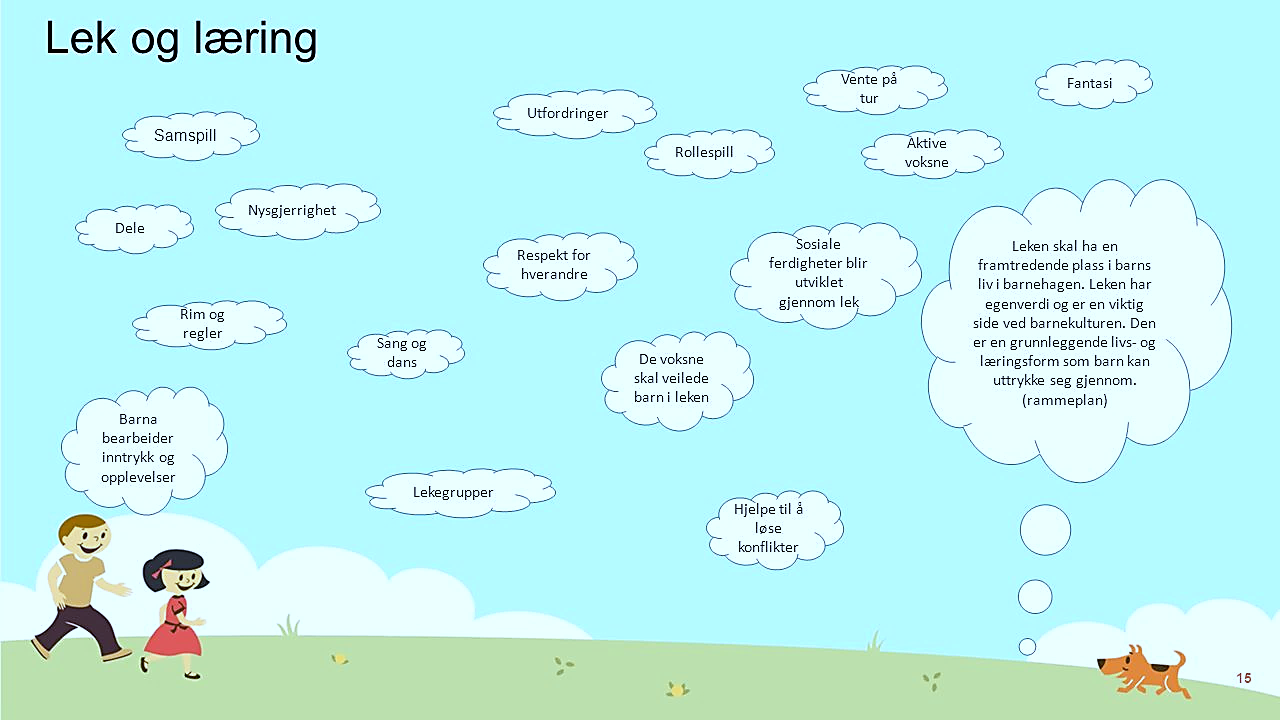 Lek og læring
Vente på
tur
Fantasi
Utfordringer
Samspill
Rollespill
Aktive
voksne
Nysgjerrighet
Dele
Respekt for
hverandre
Sosiale
ferdigheter blir
utviklet
gjennom lek
Leken skal ha en
framtredende plass i barns
liv i barnehagen. Leken har
egenverdi og er en viktig
side ved barnekulturen. Den
er en grunnleggende livs- og
læringsform som barn kan
uttrykke seg gjennom.
(rammeplan)
Rim og
regler
Sang og
dans
De voksne
skal veilede
barn i leken
Barna
bearbeider
inntrykk og
opplevelser
Lekegrupper
Hjelpe til å
løse
konflikter
15